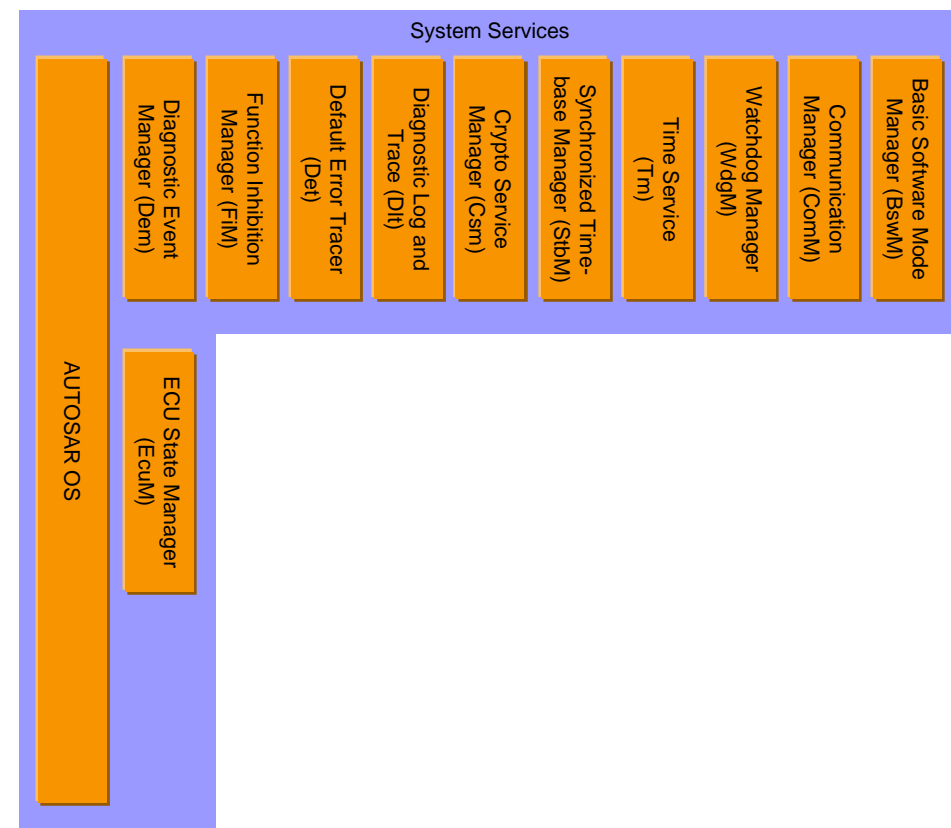 System Services
AUTOSAR OS
Diagnostic Event
Manager (Dem)
Function Inhibition
Manager (FiM)
Default Error Tracer
(Det)
Diagnostic Log and
Trace (Dlt)
Crypto Service
Manager (Csm)
Synchronized Time-
base Manager (StbM)
Time Service
(Tm)
Watchdog Manager
(WdgM)
Communication
Manager (ComM)
Basic Software Mode
Manager (BswM)
ECU State Manager
(EcuM)